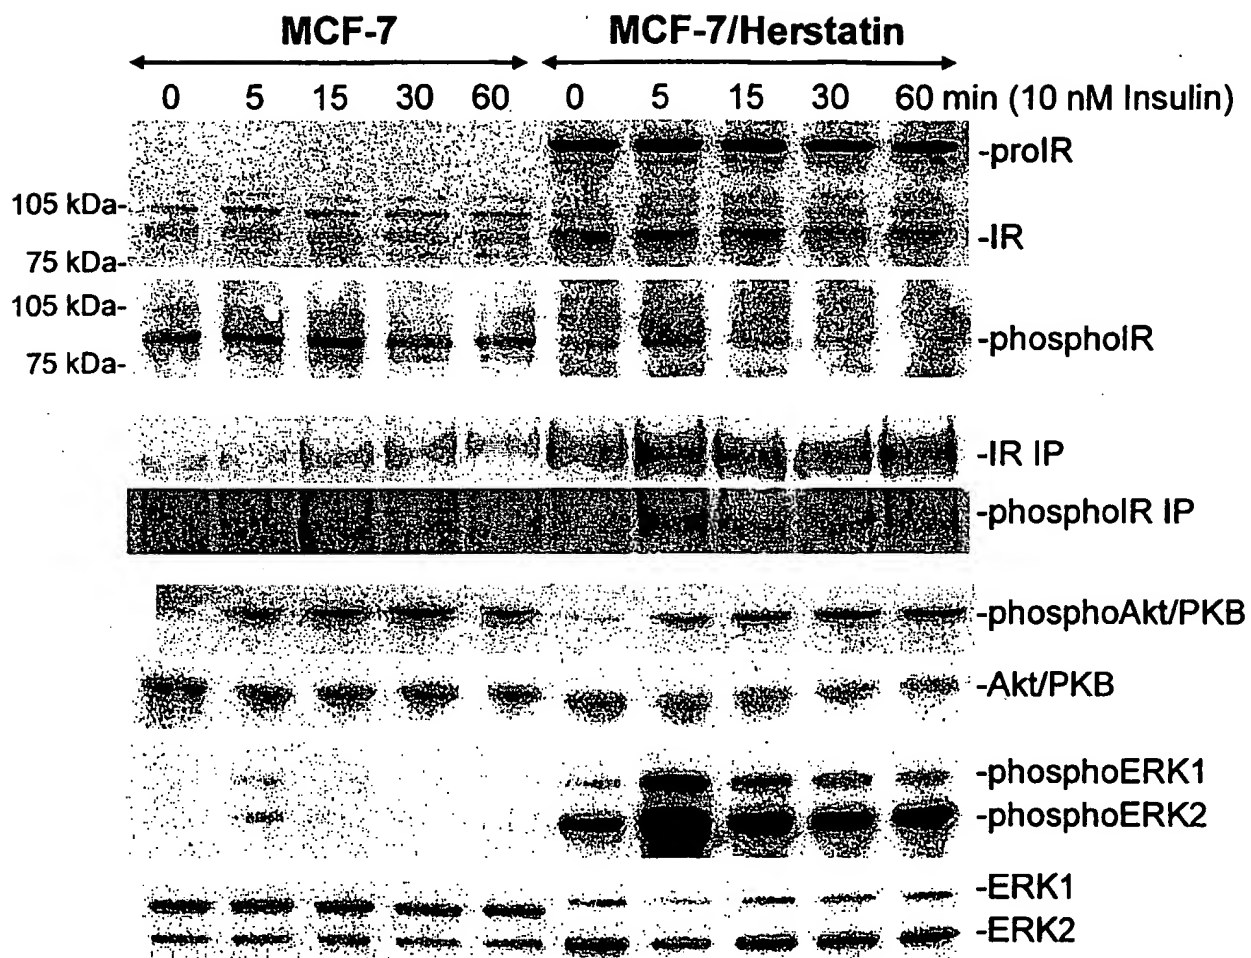 MCF-7 MCF-7/Herstatin
0 5 15 30 60 0 5 15 30 60 min (10 nM Insulin)
-proIR
105 kDa-
-IR
75 kDa-
105 kDa-
-phosphoIR
75 kDa-
-IR IP
-phosphoIR IP
-phosphoAkt/PKB
-Akt/PKB
-phosphoERK1
-phosphoERK2
-ERK1
-ERK2